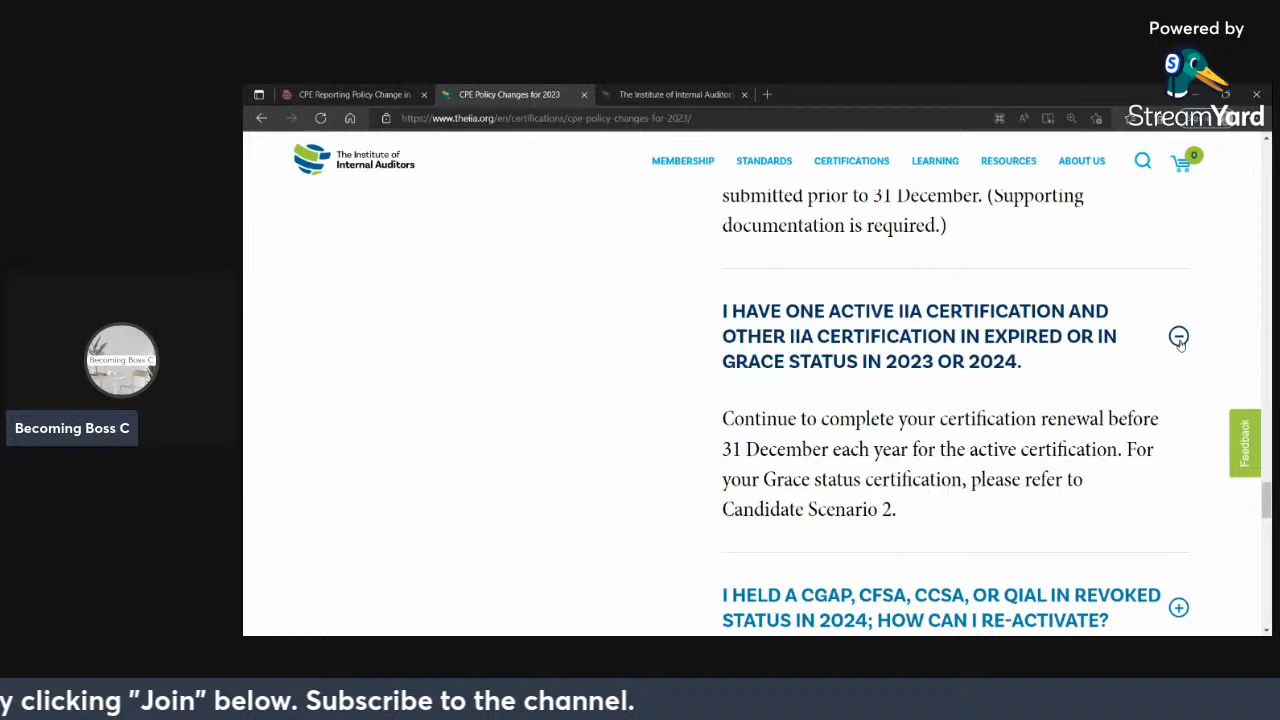 Powered by
StreamYard
CPE Reporting Policy Change in
CPE Policy Changes for 2023
The Institute of Internal Auditors
https://www.theiia.org/en/certifications/cpe-policy-changes-for-2023/
The Institute of
Internal Auditors
MEMBERSHIP
STANDARDS
CERTIFICATIONS
LEARNING
RESOURCES
ABOUT US
0
submitted prior to 31 December. (Supporting
documentation is required.)
I HAVE ONE ACTIVE IIA CERTIFICATION AND
OTHER IIA CERTIFICATION IN EXPIRED OR IN
GRACE STATUS IN 2023 OR 2024.
Continue to complete your certification renewal before
31 December each year for the active certification. For
your Grace status certification, please refer to
Candidate Scenario 2.
I HELD A CGAP, CFSA, CCSA, OR QIAL IN REVOKED
STATUS IN 2024; HOW CAN I RE-ACTIVATE?
Feedback
Becoming Boss C
Becoming Boss C
y clicking "Join" below. Subscribe to the channel.